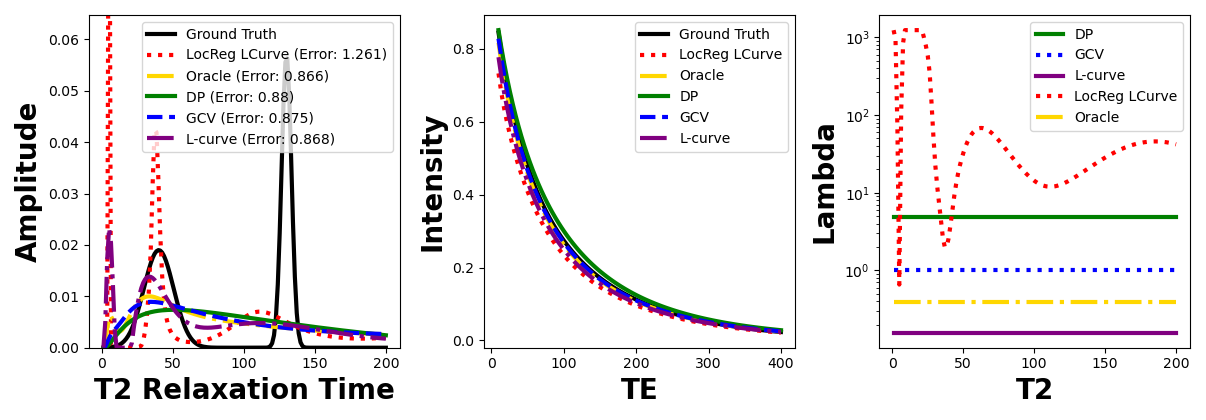 Amplitude
0.06
0.05
0.04
0.03
0.02
0.01
0.00
0
50
100
150
200
T2 Relaxation Time
Ground Truth
LocReg LCurve (Error: 1.261)
Oracle (Error: 0.866)
DP (Error: 0.88)
GCV (Error: 0.875)
L-curve (Error: 0.868)
Intensity
0.8
0.6
0.4
0.2
0.0
0
100
200
300
400
TE
Ground Truth
LocReg LCurve
Oracle
DP
GCV
L-curve
Lambda
10³
10²
10¹
10⁰
0
50
100
150
200
T2
DP
GCV
L-curve
LocReg LCurve
Oracle